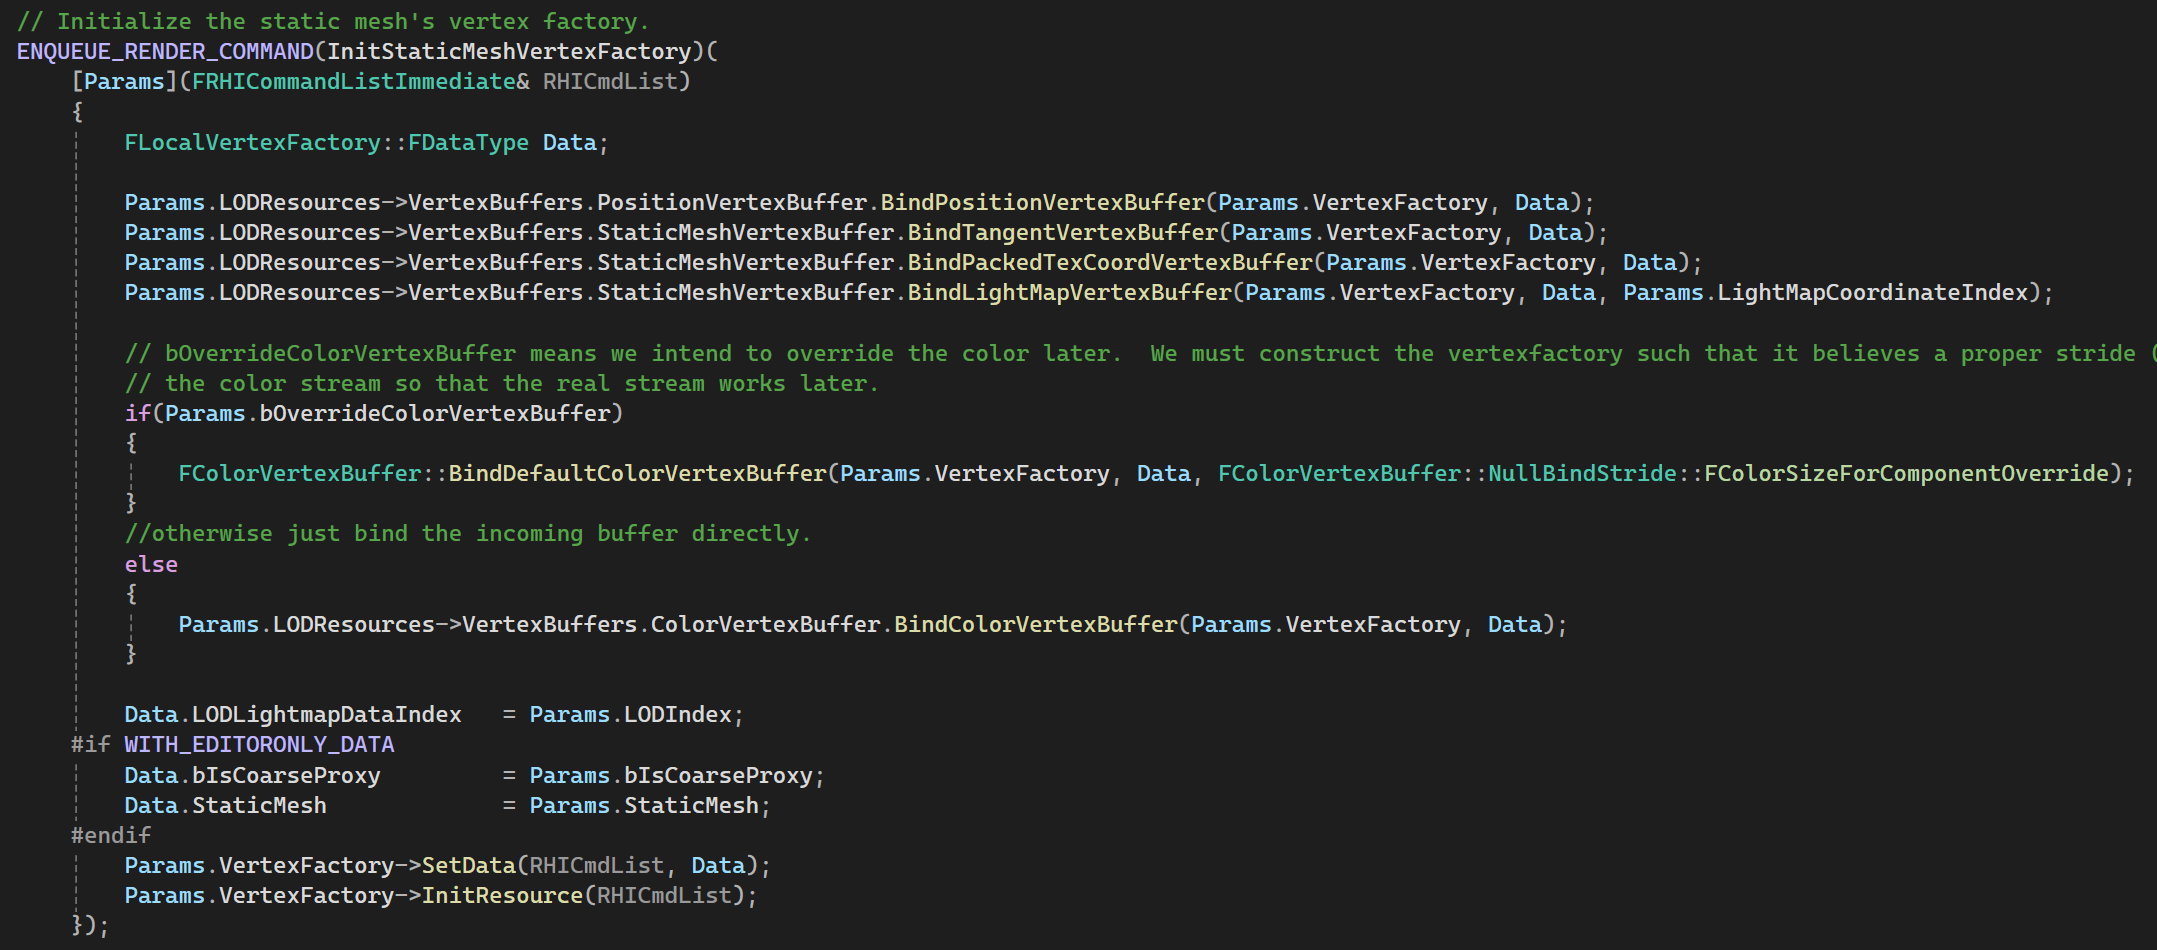 // Initialize the static mesh's vertex factory.
ENQUEUE_RENDER_COMMAND(InitStaticMeshVertexFactory)(
    [Params](FRHICommandListImmediate& RHICmdList)
    {
        FLocalVertexFactory::FDataType Data;

        Params.LODResources->VertexBuffers.PositionVertexBuffer.BindPositionVertexBuffer(Params.VertexFactory, Data);
        Params.LODResources->VertexBuffers.StaticMeshVertexBuffer.BindTangentVertexBuffer(Params.VertexFactory, Data);
        Params.LODResources->VertexBuffers.StaticMeshVertexBuffer.BindPackedTexCoordVertexBuffer(Params.VertexFactory, Data);
        Params.LODResources->VertexBuffers.StaticMeshVertexBuffer.BindLightMapVertexBuffer(Params.VertexFactory, Data, Params.LightMapCoordinateIndex);

        // bOverrideColorVertexBuffer means we intend to override the color later.  We must construct the vertexfactory such that it believes a proper stride (
        // the color stream so that the real stream works later.
        if(Params.bOverrideColorVertexBuffer)
        {
            FColorVertexBuffer::BindDefaultColorVertexBuffer(Params.VertexFactory, Data, FColorVertexBuffer::NullBindStride::FColorSizeForComponentOverride);
        }
        //otherwise just bind the incoming buffer directly.
        else
        {
            Params.LODResources->VertexBuffers.ColorVertexBuffer.BindColorVertexBuffer(Params.VertexFactory, Data);
        }

        Data.LODLightmapDataIndex   = Params.LODIndex;
    #if WITH_EDITORONLY_DATA
        Data.bIsCoarseProxy         = Params.bIsCoarseProxy;
        Data.StaticMesh             = Params.StaticMesh;
    #endif
        Params.VertexFactory->SetData(RHICmdList, Data);
        Params.VertexFactory->InitResource(RHICmdList);
    });